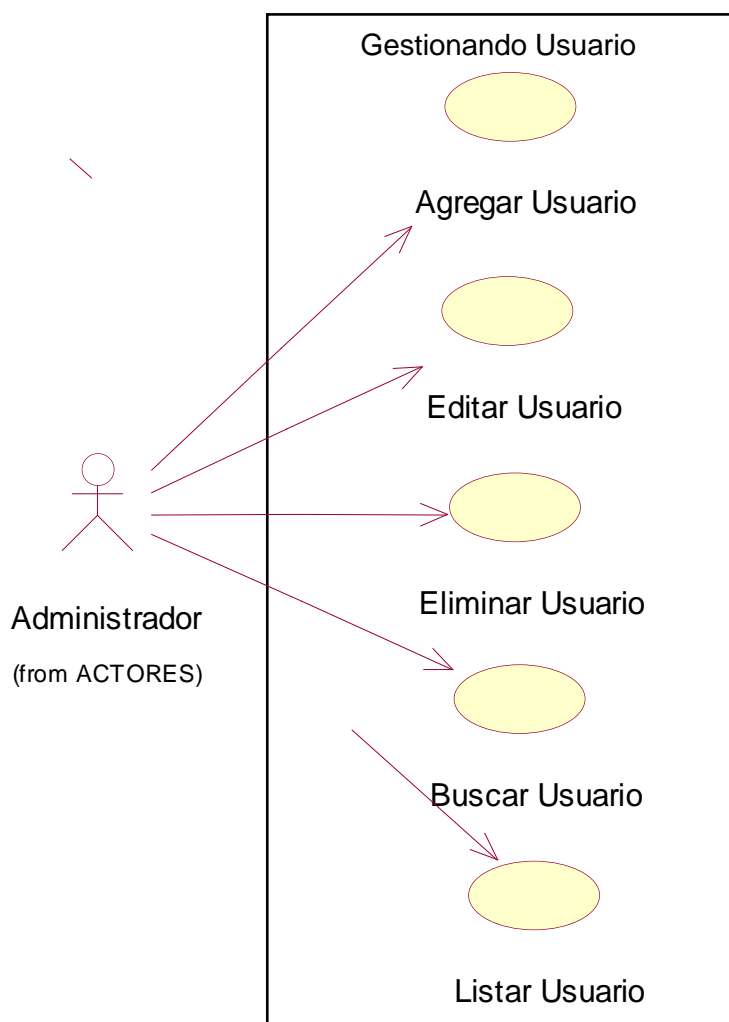 Gestionando Usuario
Agregar Usuario
Editar Usuario
Eliminar Usuario
Administrador
(from ACTORES)
Buscar Usuario
Listar Usuario